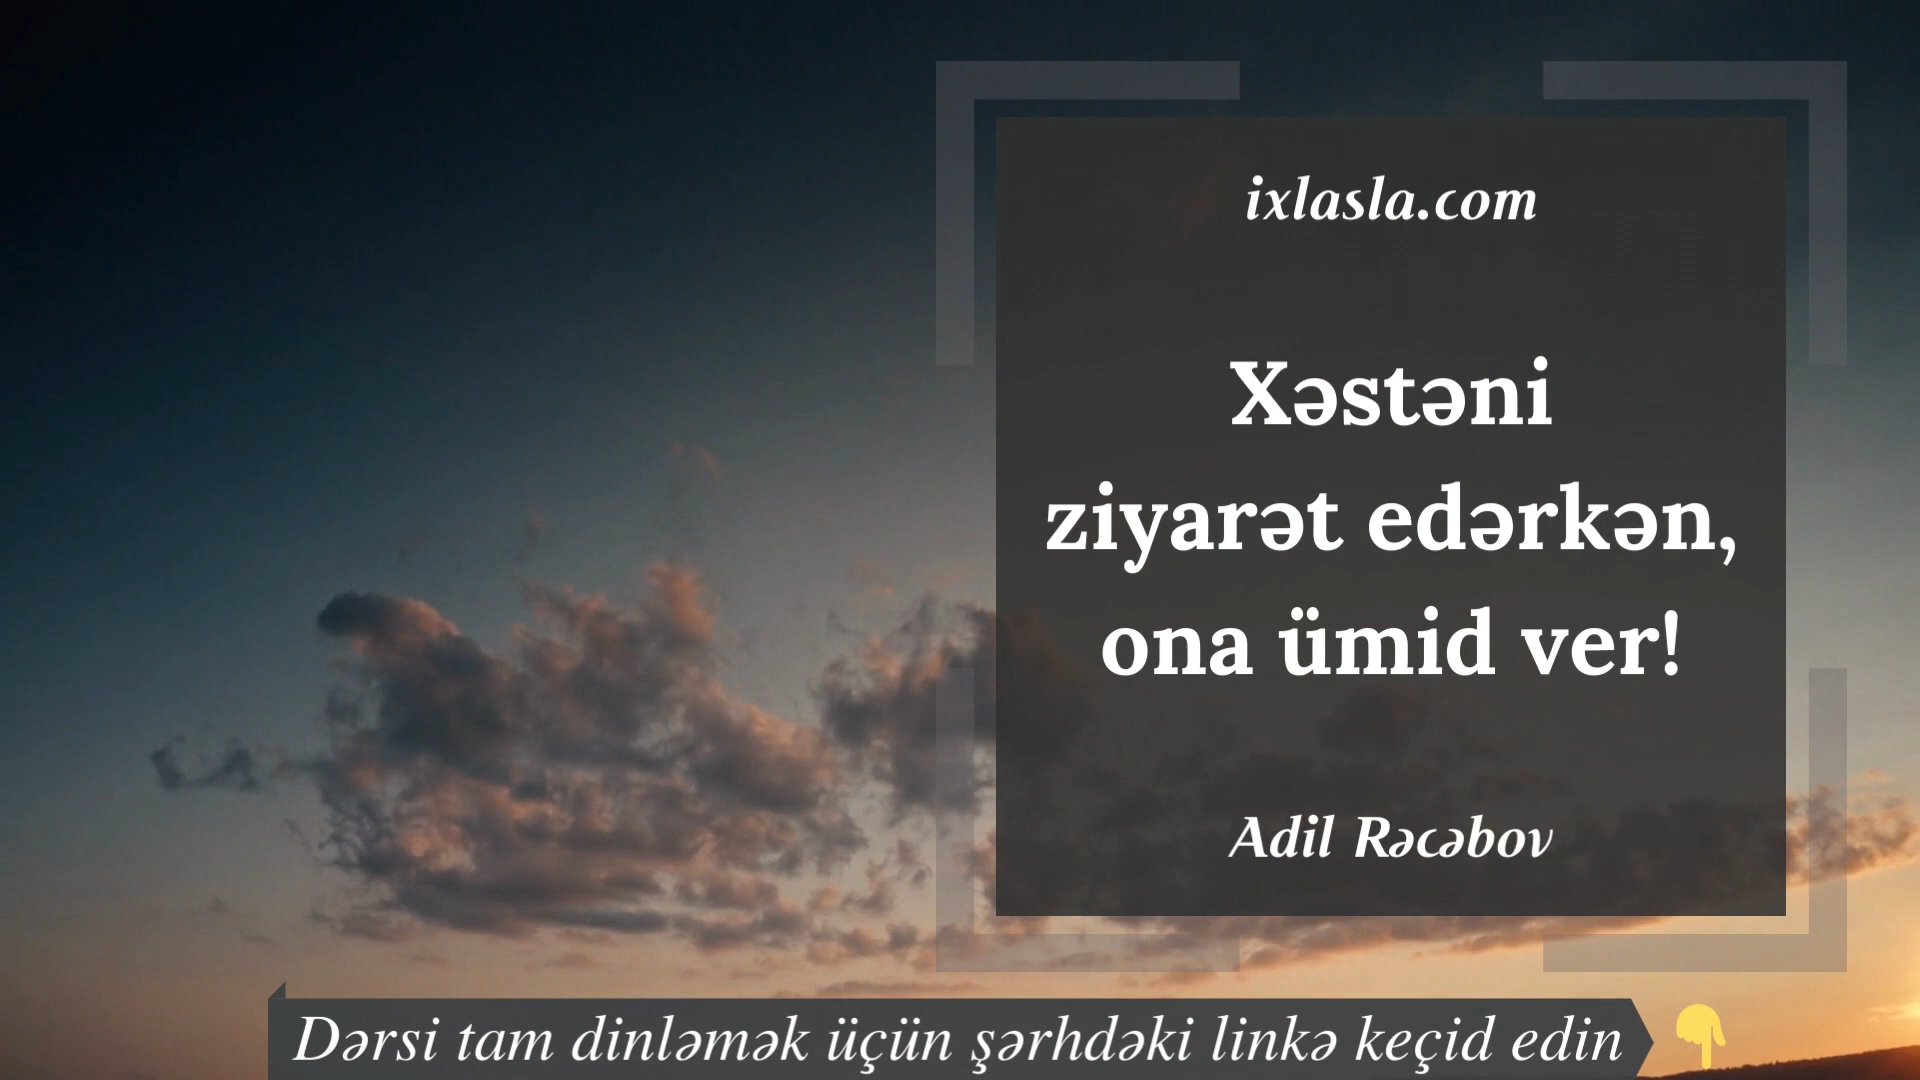 ixlasla.com
Xəstəni
ziyarət edərkən,
ona ümid ver!
Adil Rəcəbov
Dərsi tam dinləmək üçün şərhdəki linkə keçid edin